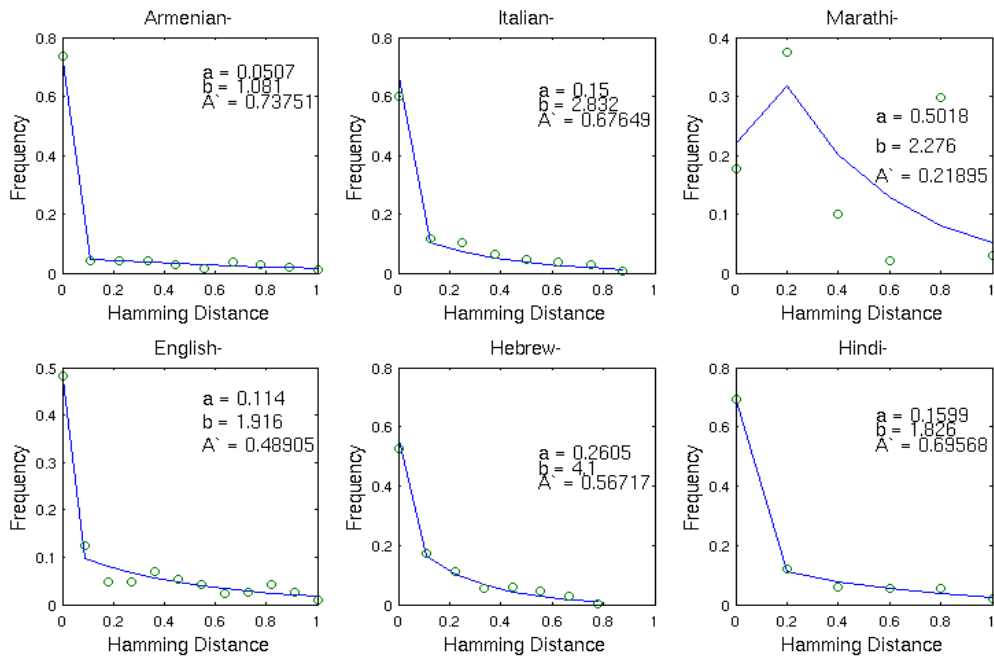 Armenian-
0.8
0.6
0.4
0.2
0
Frequency
a = 0.0507
b = 1.081
A` = 0.73751
0 0.2 0.4 0.6 0.8 1
Hamming Distance
Italian-
0.8
0.6
0.4
0.2
0
Frequency
a = 0.15
b = 2.832
A` = 0.67649
0 0.2 0.4 0.6 0.8 1
Hamming Distance
Marathi-
0.4
0.3
0.2
0.1
0
Frequency
a = 0.5018
b = 2.276
A` = 0.21895
0 0.2 0.4 0.6 0.8 1
Hamming Distance
English-
0.5
0.4
0.3
0.2
0.1
0
Frequency
a = 0.114
b = 1.916
A` = 0.48905
0 0.2 0.4 0.6 0.8 1
Hamming Distance
Hebrew-
0.8
0.6
0.4
0.2
0
Frequency
a = 0.2605
b = 4.1
A` = 0.56717
0 0.2 0.4 0.6 0.8 1
Hamming Distance
Hindi-
0.8
0.6
0.4
0.2
0
Frequency
a = 0.1599
b = 1.826
A` = 0.69568
0 0.2 0.4 0.6 0.8 1
Hamming Distance